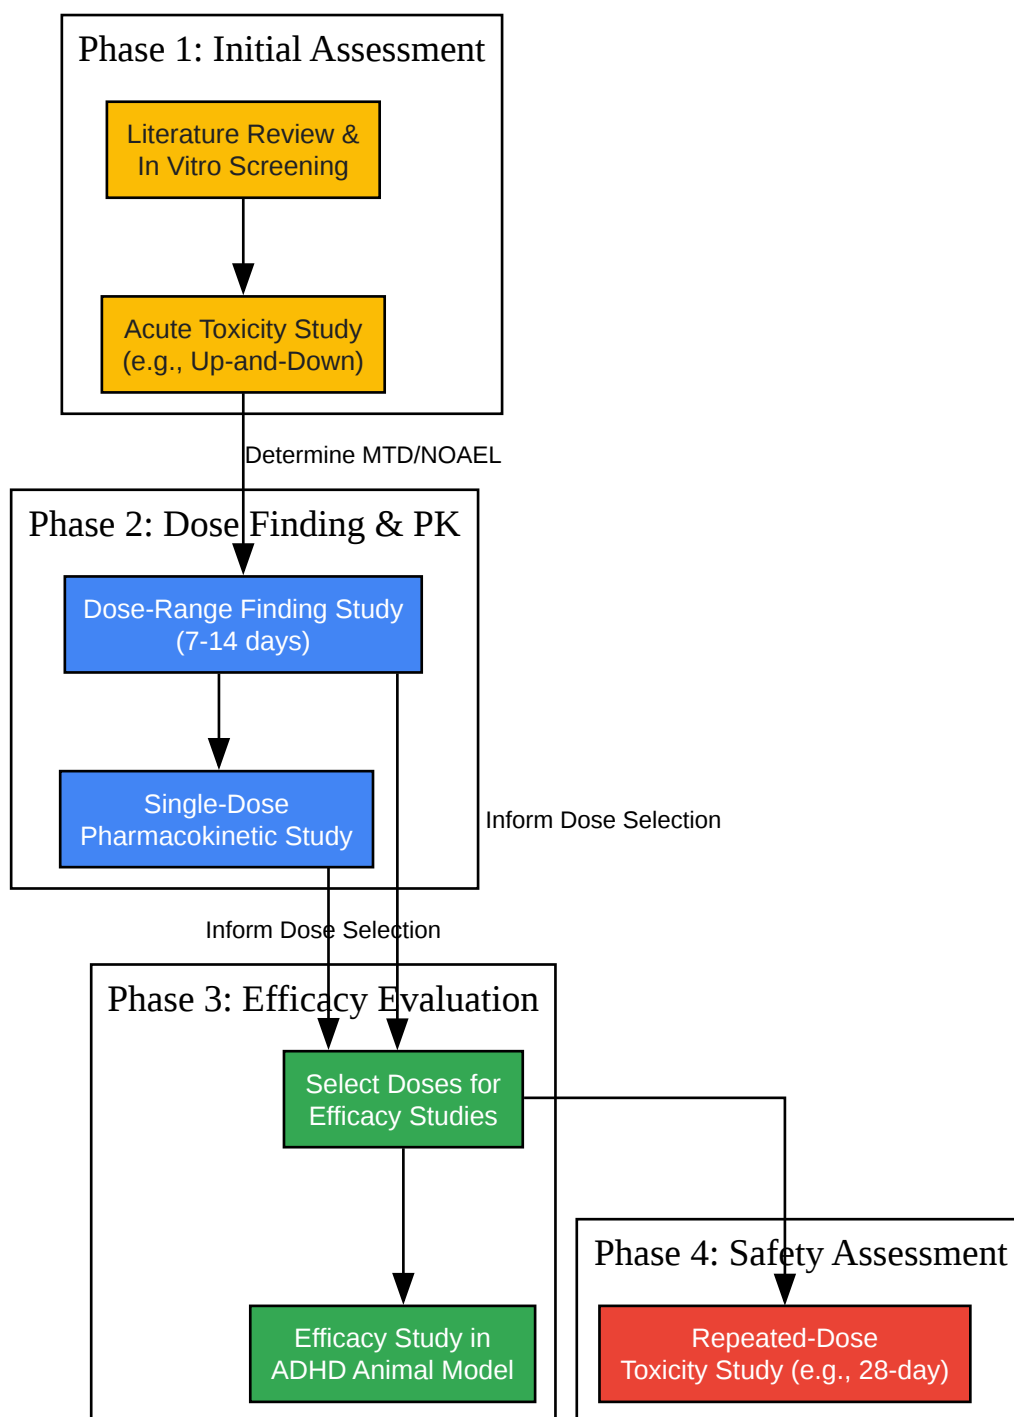 Phase 1: Initial Assessment
Literature Review &
In Vitro Screening
Acute Toxicity Study
(e.g., Up-and-Down)
Determine MTD/NOAEL
Phase 2: Dose Finding & PK
Dose-Range Finding Study
(7-14 days)
Single-Dose
Pharmacokinetic Study
Inform Dose Selection
Inform Dose Selection
Phase 3: Efficacy Evaluation
Select Doses for
Efficacy Studies
Efficacy Study in
ADHD Animal Model
Phase 4: Safety Assessment
Repeated-Dose
Toxicity Study (e.g., 28-day)